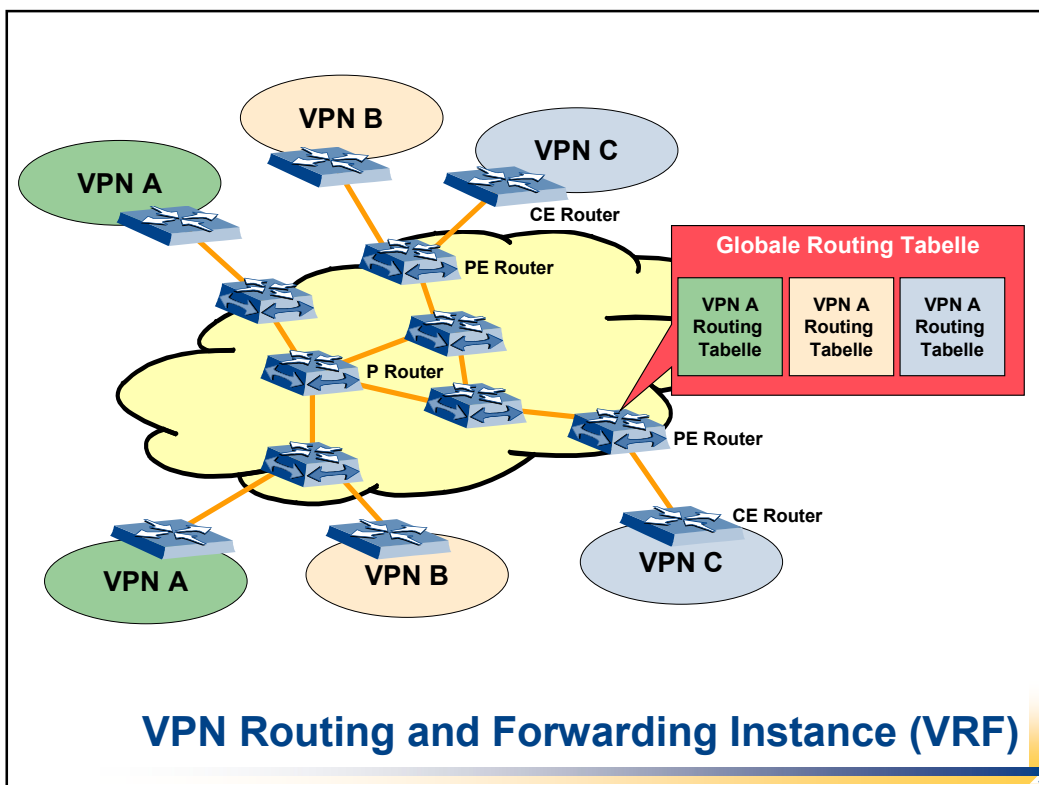 VPN B
VPN C
VPN A
CE Router
PE Router
Globale Routing Tabelle
VPN A
Routing
Tabelle
VPN A
Routing
Tabelle
VPN A
Routing
Tabelle
P Router
PE Router
CE Router
VPN A
VPN B
VPN C
VPN Routing and Forwarding Instance (VRF)